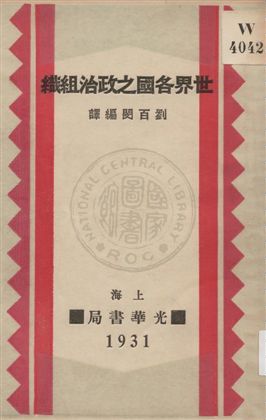 W
4042
世界各國之政治組織
劉百閔編譯
NATIONAL CENTRAL LIBRARY
國家圖書館
ROC
上海
光華書局
1931